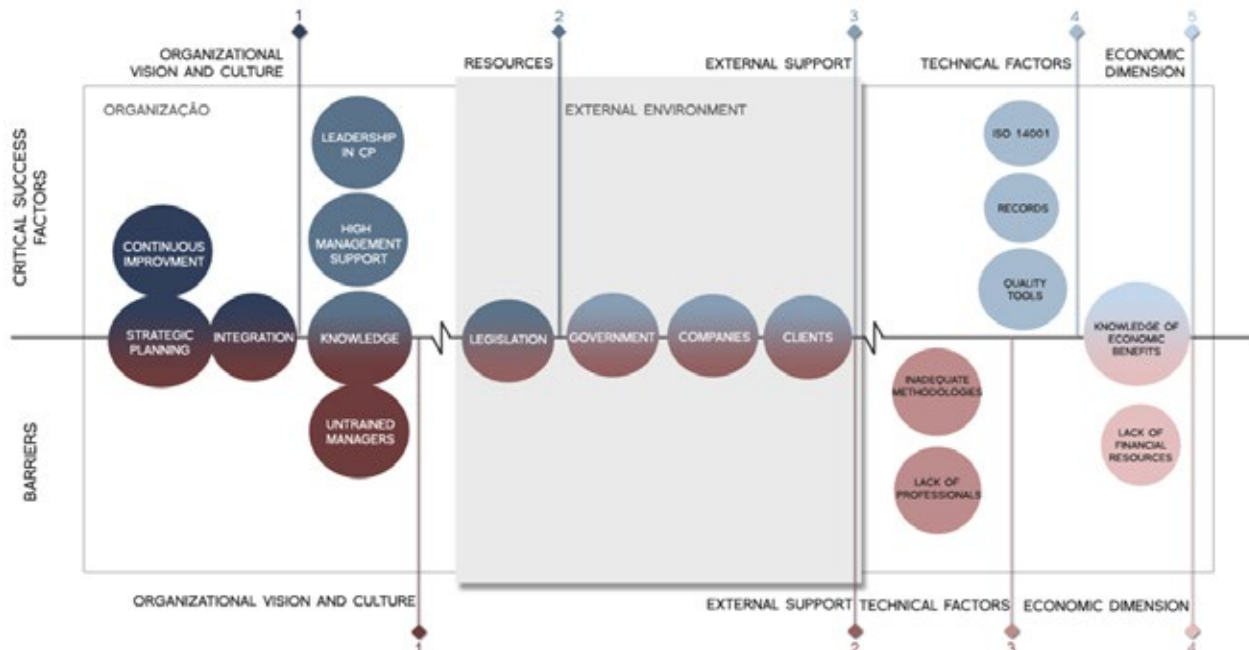 1
2
3
4
5
ORGANIZATIONAL
VISION AND CULTURE
RESOURCES
EXTERNAL SUPPORT
TECHNICAL FACTORS
ECONOMIC
DIMENSION
CRITICAL SUCCESS
FACTORS
BARRIERS
ORGANIZAÇÃO
EXTERNAL ENVIRONMENT
LEADERSHIP
IN CP
HIGH
MANAGEMENT
SUPPORT
CONTINUOUS
IMPROVMENT
STRATEGIC
PLANNING
INTEGRATION
KNOWLEDGE
UNTRAINED
MANAGERS
LEGISLATION
GOVERNMENT
COMPANIES
CLIENTS
ISO 14001
RECORDS
QUALITY
TOOLS
KNOWLEDGE OF
ECONOMIC
BENEFITS
INADEQUATE
METHODOLOGIES
LACK OF
PROFESSIONALS
LACK OF
FINANCIAL
RESOURCES
ORGANIZATIONAL VISION AND CULTURE
EXTERNAL SUPPORT
TECHNICAL FACTORS
ECONOMIC DIMENSION
1
2
3
4